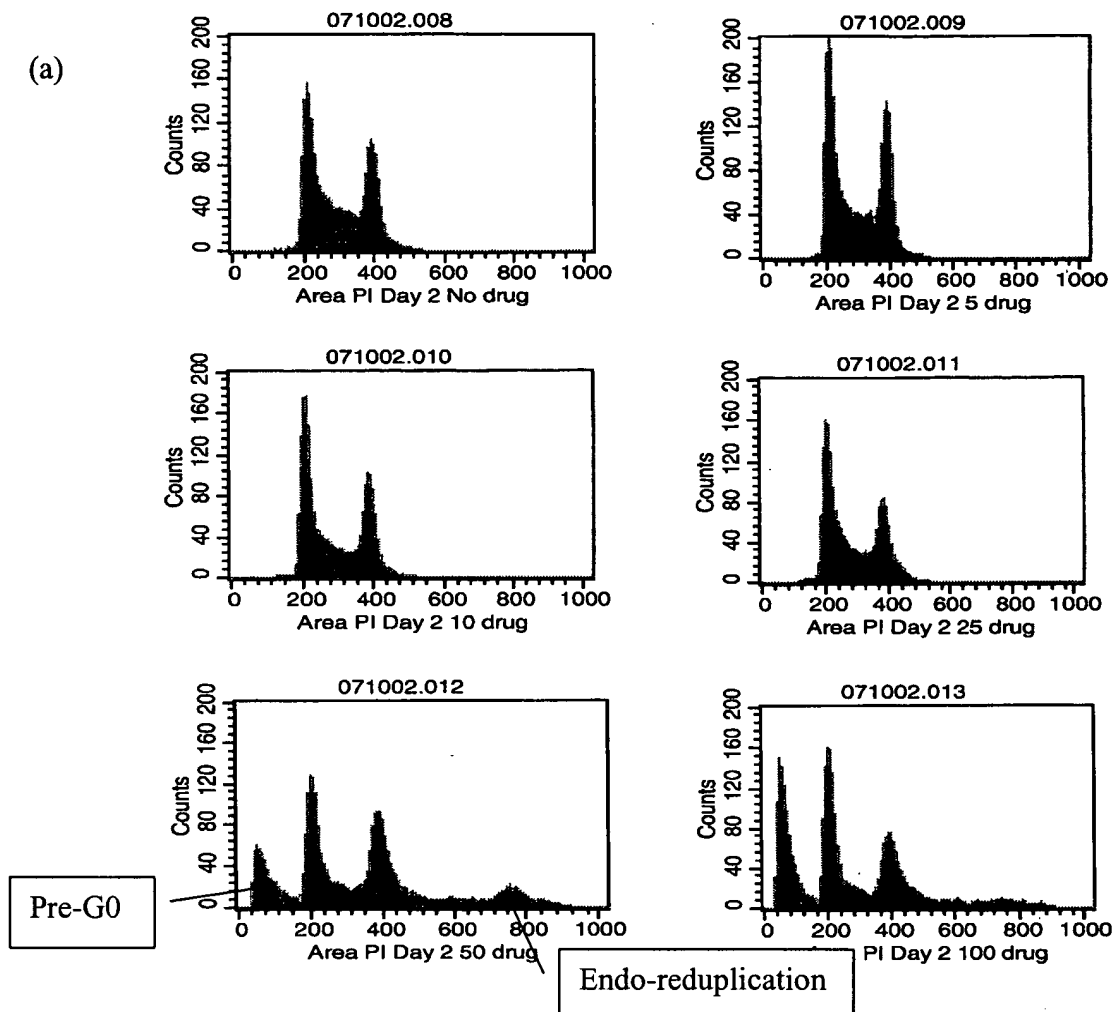 (a)
071002.008
Counts
200
160
120
80
40
0
0 200 400 600 800 1000
Area PI Day 2 No drug
071002.009
Counts
200
160
120
80
40
0
0 200 400 600 800 1000
Area PI Day 2 5 drug
071002.010
Counts
200
160
120
80
40
0
0 200 400 600 800 1000
Area PI Day 2 10 drug
071002.011
Counts
200
160
120
80
40
0
0 200 400 600 800 1000
Area PI Day 2 25 drug
071002.012
Counts
200
160
120
80
40
0
0 200 400 600 800 1000
Area PI Day 2 50 drug
071002.013
Counts
200
160
120
80
40
0
0 200 400 600 800 1000
PI Day 2 100 drug
Pre-G0
Endo-reduplication